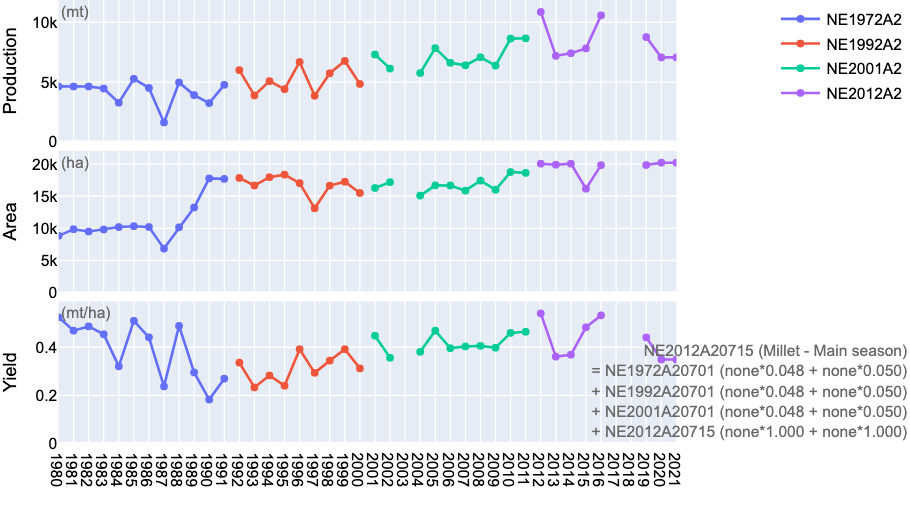 (mt)
Production
10k
5k
0
NE1972A2
NE1992A2
NE2001A2
NE2012A2
(ha)
Area
20k
15k
10k
5k
0
(mt/ha)
Yield
0.4
0.2
0
NE2012A20715 (Millet - Main season)
= NE1972A20701 (none*0.048 + none*0.050)
+ NE1992A20701 (none*0.048 + none*0.050)
+ NE2001A20701 (none*0.048 + none*0.050)
+ NE2012A20715 (none*1.000 + none*1.000)
1980
1981
1982
1983
1984
1985
1986
1987
1988
1989
1990
1991
1992
1993
1994
1995
1996
1997
1998
1999
2000
2001
2002
2003
2004
2005
2006
2007
2008
2009
2010
2011
2012
2013
2014
2015
2016
2017
2018
2019
2020
2021